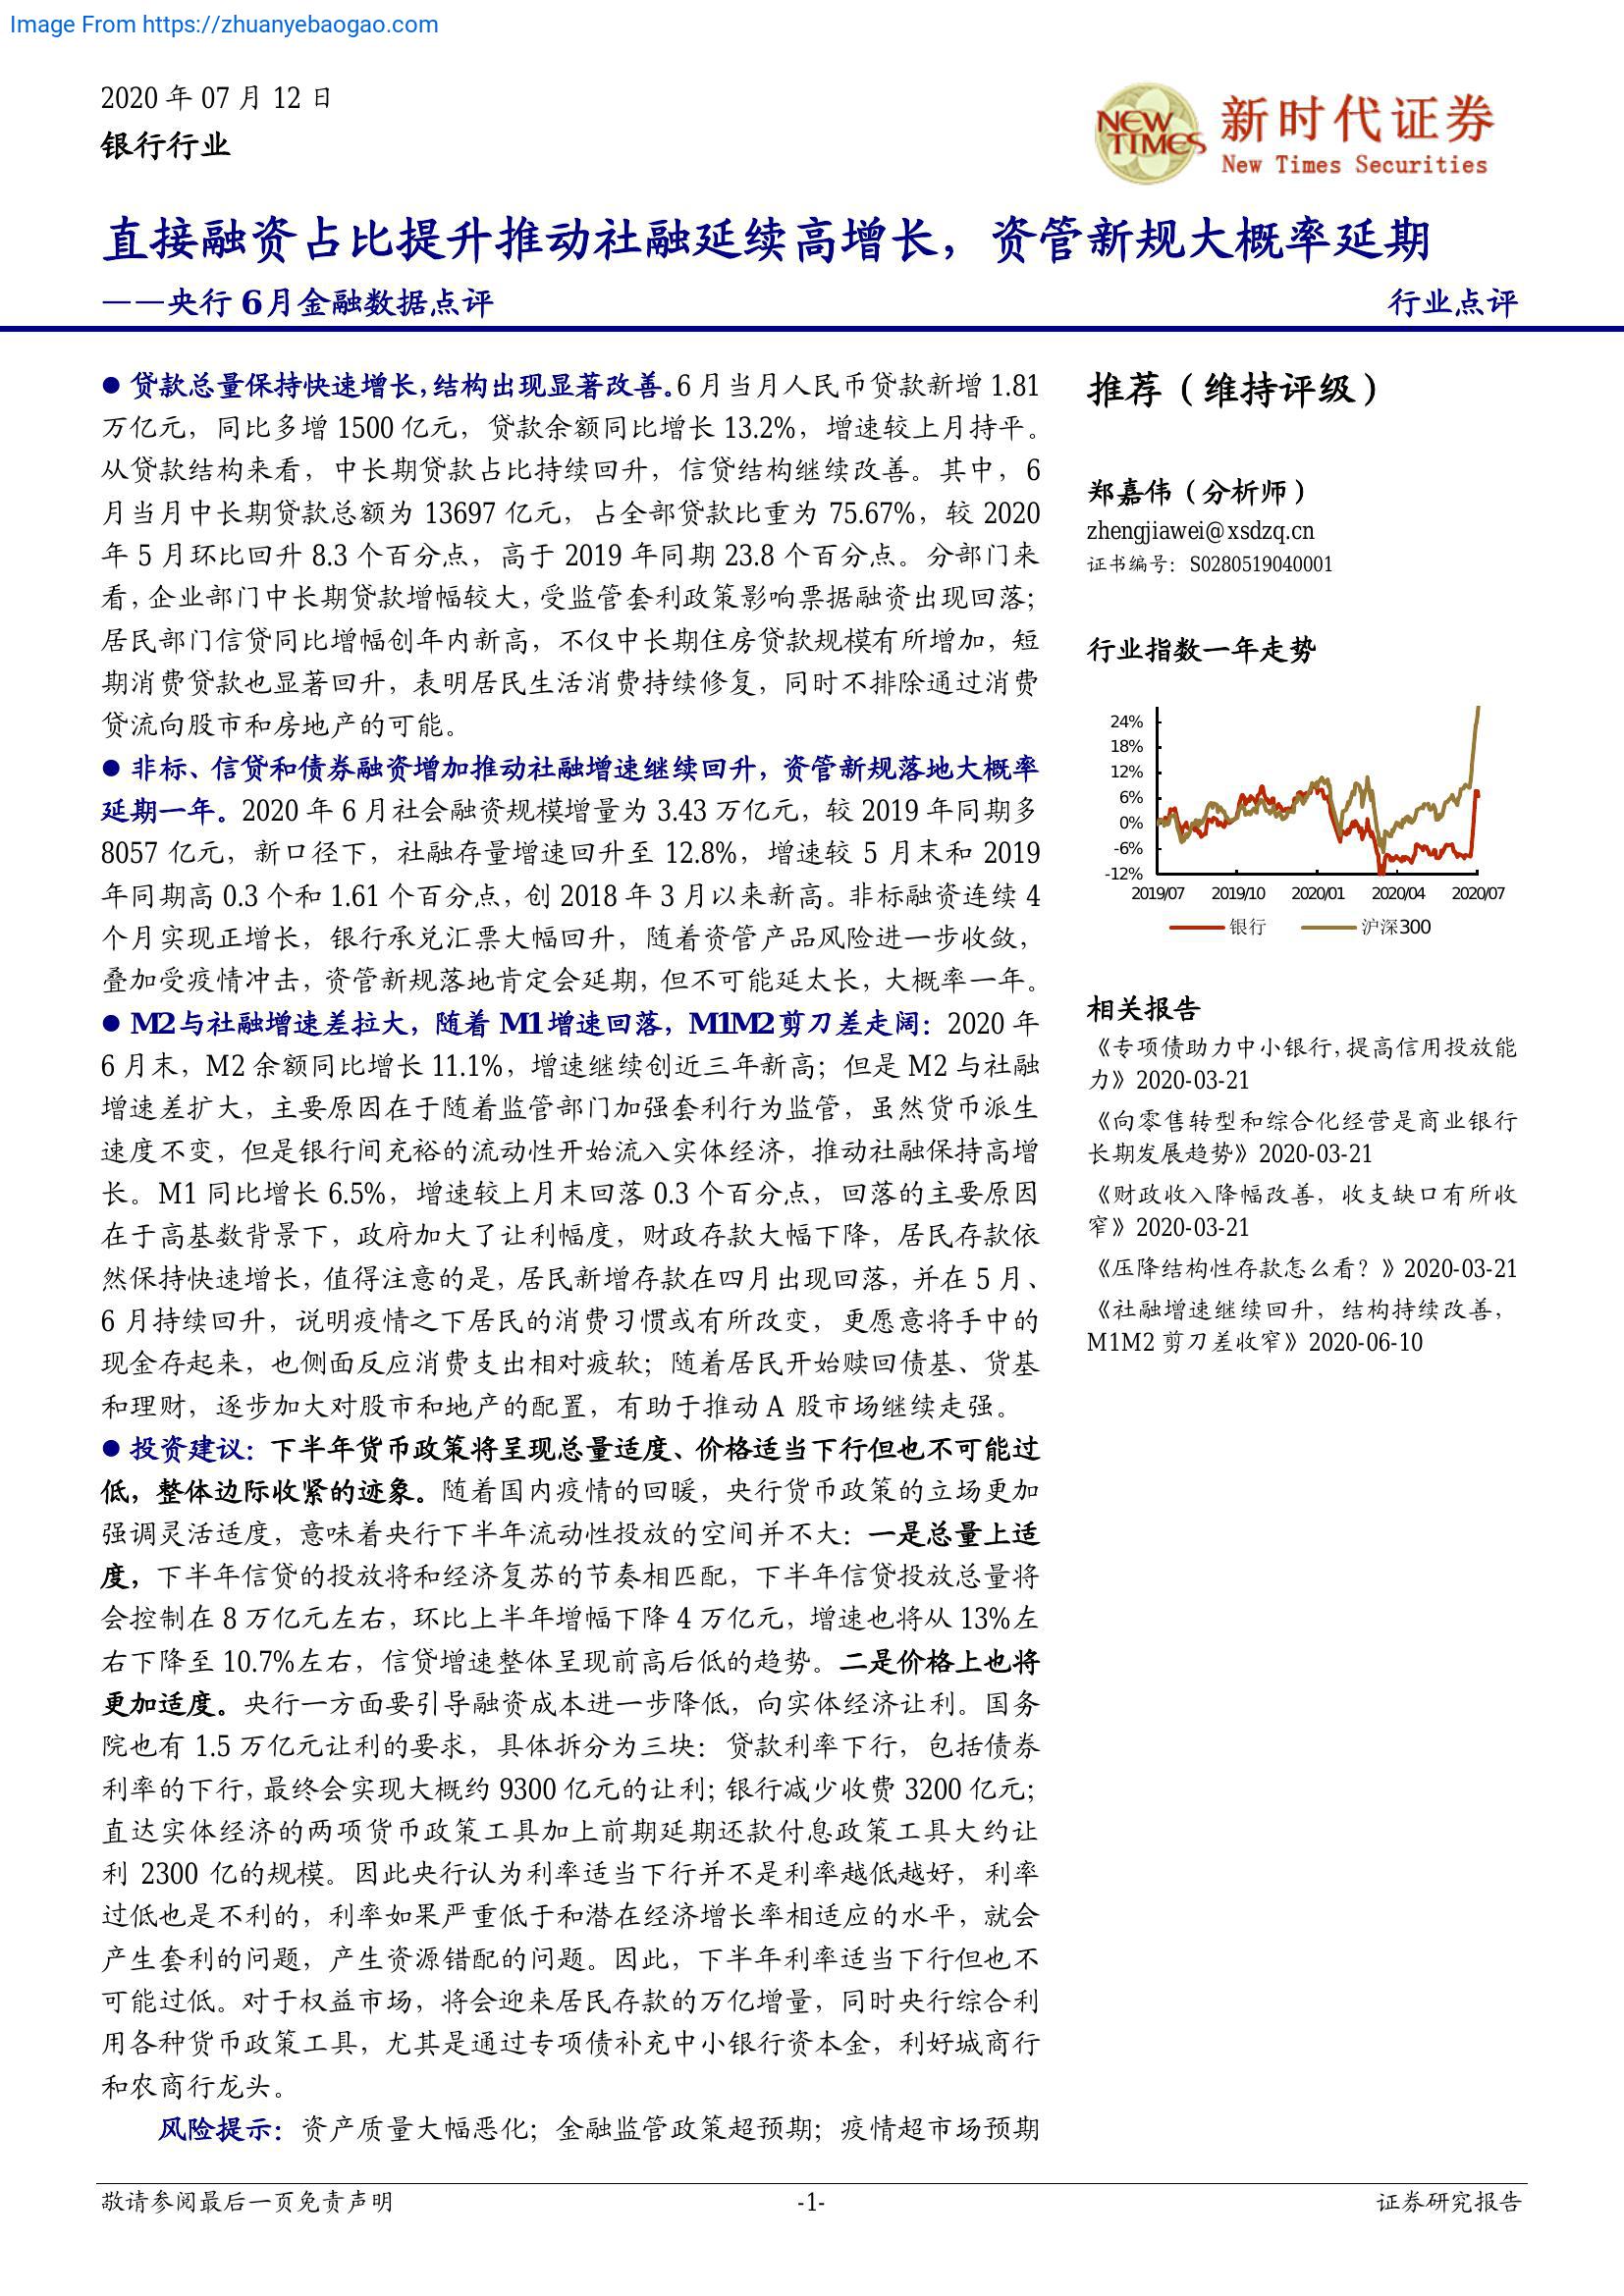 Image From https://zhuanyebaogao.com
2020 年 07 月 12 日
银行行业
NEW TIMES
新时代证券
New Times Securities
直接融资占比提升推动社融延续高增长，资管新规大概率延期
——央行 6 月金融数据点评
行业点评
●贷款总量保持快速增长，结构出现显著改善。6 月当月人民币贷款新增 1.81
万亿元，同比多增 1500 亿元，贷款余额同比增长 13.2%，增速较上月持平。
从贷款结构来看，中长期贷款占比持续回升，信贷结构继续改善。其中，6
月当月中长期贷款总额为 13697 亿元，占全部贷款比重为 75.67%，较 2020
年 5 月环比回升 8.3 个百分点，高于 2019 年同期 23.8 个百分点。分部门来
看，企业部门中长期贷款增幅较大，受监管套利政策影响票据融资出现回落；
居民部门信贷同比增幅创年内新高，不仅中长期住房贷款规模有所增加，短
期消费贷款也显著回升，表明居民生活消费持续修复，同时不排除通过消费
贷流向股市和房地产的可能。
●非标、信贷和债券融资增加推动社融增速继续回升，资管新规落地大概率
延期一年。2020 年 6 月社会融资规模增量为 3.43 万亿元，较 2019 年同期多
8057 亿元，新口径下，社融存量增速回升至 12.8%，增速较 5 月末和 2019
年同期高 0.3 个和 1.61 个百分点，创 2018 年 3 月以来新高。非标融资连续 4
个月实现正增长，银行承兑汇票大幅回升，随着资管产品风险进一步收敛，
叠加受疫情冲击，资管新规落地肯定会延期，但不可能延太长，大概率一年。
●M2 与社融增速差拉大，随着 M1 增速回落，M1M2 剪刀差走阔：2020 年
6 月末，M2 余额同比增长 11.1%，增速继续创近三年新高；但是 M2 与社融
增速差扩大，主要原因在于随着监管部门加强套利行为监管，虽然货币派生
速度不变，但是银行间充裕的流动性开始流入实体经济，推动社融保持高增
长。M1 同比增长 6.5%，增速较上月末回落 0.3 个百分点，回落的主要原因
在于高基数背景下，政府加大了让利幅度，财政存款大幅下降，居民存款依
然保持快速增长，值得注意的是，居民新增存款在四月出现回落，并在 5 月、
6 月持续回升，说明疫情之下居民的消费习惯或有所改变，更愿意将手中的
现金存起来，也侧面反应消费支出相对疲软；随着居民开始赎回债基、货基
和理财，逐步加大对股市和地产的配置，有助于推动 A 股市场继续走强。
●投资建议：下半年货币政策将呈现总量适度、价格适当下行但也不可能过
低，整体边际收紧的迹象。随着国内疫情的回暖，央行货币政策的立场更加
强调灵活适度，意味着央行下半年流动性投放的空间并不大：一是总量上适
度，下半年信贷的投放将和经济复苏的节奏相匹配，下半年信贷投放总量将
会控制在 8 万亿元左右，环比上半年增幅下降 4 万亿元，增速也将从 13%左
右下降至 10.7%左右，信贷增速整体呈现前高后低的趋势。二是价格上也将
更加适度。央行一方面要引导融资成本进一步降低，向实体经济让利。国务
院也有 1.5 万亿元让利的要求，具体拆分为三块：贷款利率下行，包括债券
利率的下行，最终会实现大概约 9300 亿元的让利；银行减少收费 3200 亿元；
直达实体经济的两项货币政策工具加上前期延期还款付息政策工具大约让
利 2300 亿的规模。因此央行认为利率适当下行并不是利率越低越好，利率
过低也是不利的，利率如果严重低于和潜在经济增长率相适应的水平，就会
产生套利的问题，产生资源错配的问题。因此，下半年利率适当下行但也不
可能过低。对于权益市场，将会迎来居民存款的万亿增量，同时央行综合利
用各种货币政策工具，尤其是通过专项债补充中小银行资本金，利好城商行
和农商行龙头。
风险提示：资产质量大幅恶化；金融监管政策超预期；疫情超市场预期
推荐（维持评级）
郑嘉伟（分析师）
zhengjiawei@xsdzq.cn
证书编号：S0280519040001
行业指数一年走势
24%
18%
12%
6%
0%
-6%
-12%
2019/07 2019/10 2020/01 2020/04 2020/07
银行 沪深300
相关报告
《专项债助力中小银行，提高信用投放能
力》2020-03-21
《向零售转型和综合化经营是商业银行
长期发展趋势》2020-03-21
《财政收入降幅改善，收支缺口有所收
窄》2020-03-21
《压降结构性存款怎么看？》2020-03-21
《社融增速继续回升，结构持续改善，
M1M2 剪刀差收窄》2020-06-10
敬请参阅最后一页免责声明
-1-
证券研究报告